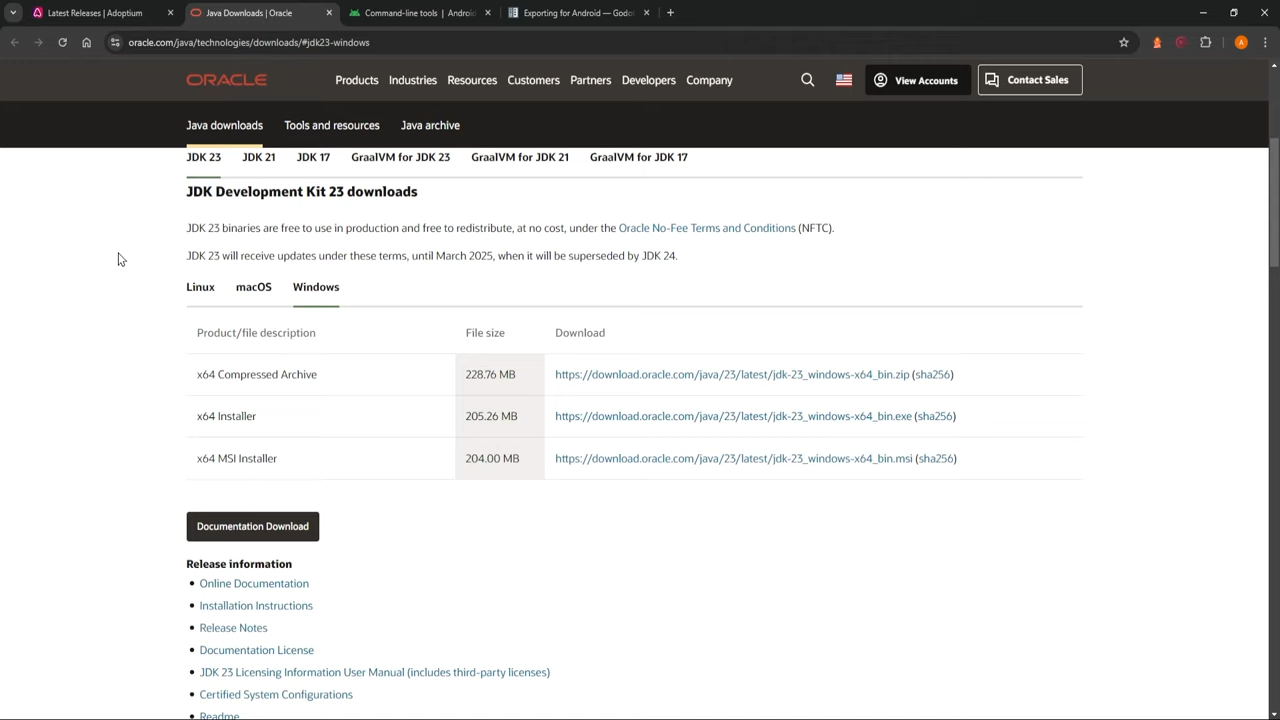 Latest Releases | Adoptium
Java Downloads | Oracle
Command-line tools | Android
Exporting for Android — Godo
oracle.com/java/technologies/downloads/#jdk23-windows
A
ORACLE
Products Industries Resources Customers Partners Developers Company
View Accounts
Contact Sales
Java downloads Tools and resources Java archive
JDK 23 JDK 21 JDK 17 GraalVM for JDK 23 GraalVM for JDK 21 GraalVM for JDK 17
JDK Development Kit 23 downloads
JDK 23 binaries are free to use in production and free to redistribute, at no cost, under the Oracle No-Fee Terms and Conditions (NFTC).
JDK 23 will receive updates under these terms, until March 2025, when it will be superseded by JDK 24.
Linux macOS Windows
Product/file description File size Download
x64 Compressed Archive 228.76 MB https://download.oracle.com/java/23/latest/jdk-23_windows-x64_bin.zip (sha256)
x64 Installer 205.26 MB https://download.oracle.com/java/23/latest/jdk-23_windows-x64_bin.exe (sha256)
x64 MSI Installer 204.00 MB https://download.oracle.com/java/23/latest/jdk-23_windows-x64_bin.msi (sha256)
Documentation Download
Release information
• Online Documentation
• Installation Instructions
• Release Notes
• Documentation License
• JDK 23 Licensing Information User Manual (includes third-party licenses)
• Certified System Configurations
• Readme